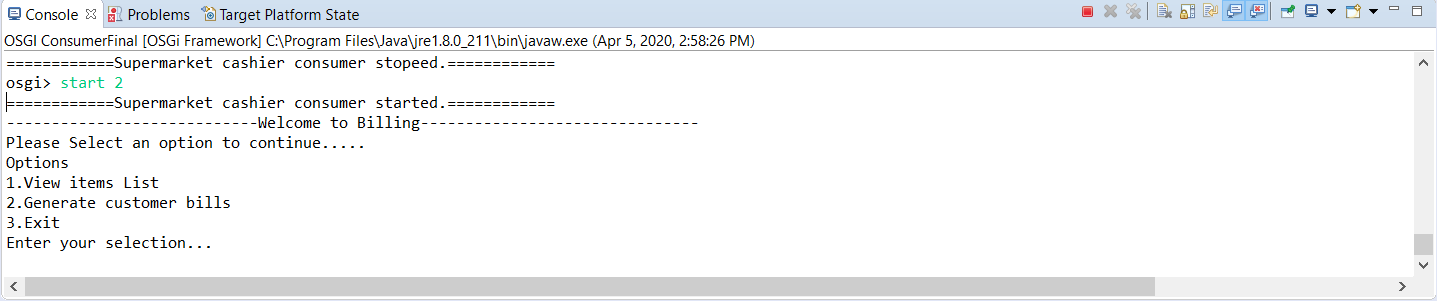 Console Problems Target Platform State
OSGI ConsumerFinal [OSGi Framework] C:\Program Files\Java\jre1.8.0_211\bin\javaw.exe (Apr 5, 2020, 2:58:26 PM)
============Supermarket cashier consumer stopeed.============
osgi> start 2
============Supermarket cashier consumer started.============
----------------------------Welcome to Billing-------------------------------
Please Select an option to continue.....
Options
1.View items List
2.Generate customer bills
3.Exit
Enter your selection...